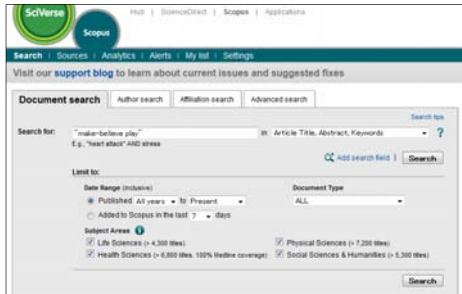 SciVerse Hub | ScienceDirect | Scopus | Applications
Scopus
Search | Sources | Analytics | Alerts | My list | Settings
Visit our support blog to learn about current issues and suggested fixes
Document search Author search Affiliation search Advanced search
Search tips
Search for: "make-believe play" in Article Title, Abstract, Keywords ?
E.g., "heart attack" AND stress
Add search field | Search
Limit to:
Date Range (inclusive) Document Type
Published All years to Present ALL
Added to Scopus in the last 7 days
Subject Areas
Life Sciences (> 4,300 titles) Physical Sciences (> 7,200 titles)
Health Sciences (> 6,800 titles. 100% Medline coverage) Social Sciences & Humanities (> 5,300 titles)
Search